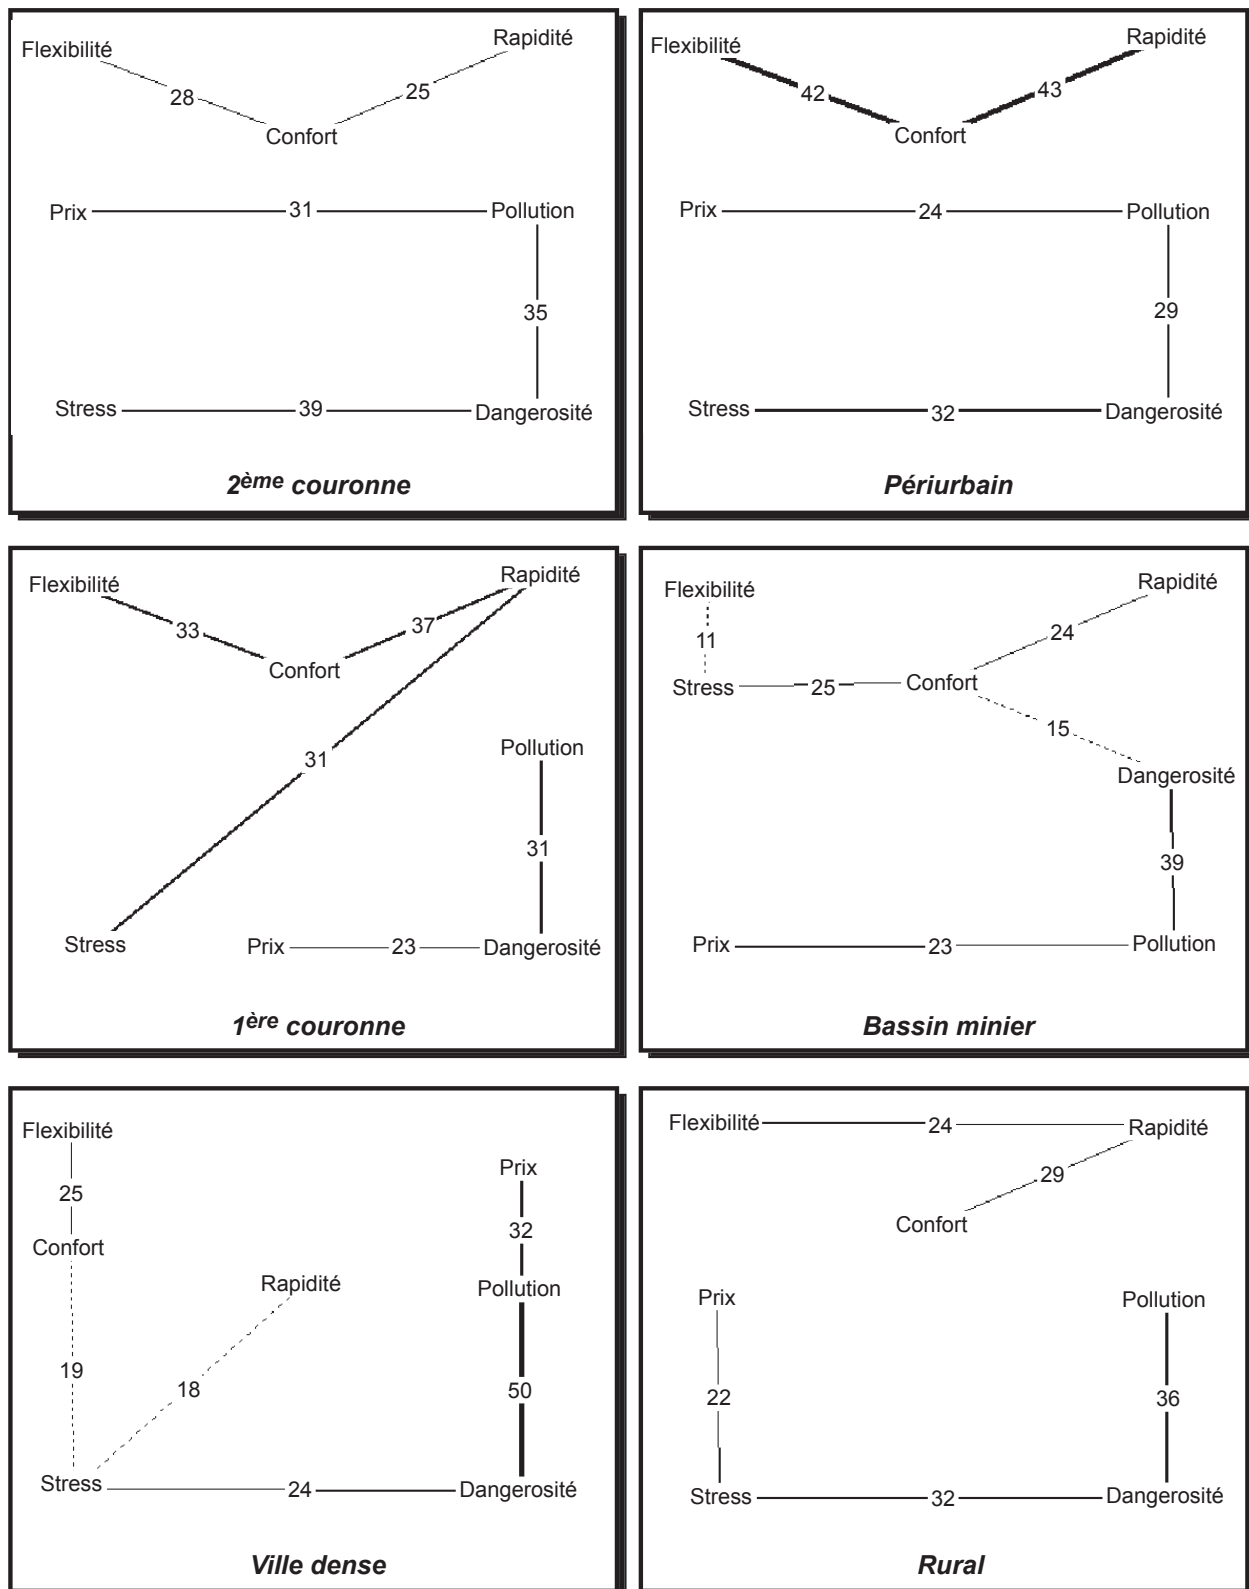 Flexibilité
Rapidité
28
25
Confort
Prix 31 Pollution
35
Stress 39 Dangerosité
2ème couronne
Flexibilité
Rapidité
42
43
Confort
Prix 24 Pollution
29
Stress 32 Dangerosité
Périurbain
Flexibilité
Rapidité
33
37
Confort
31
Pollution
31
Stress
Prix 23 Dangerosité
1ère couronne
Flexibilité
Rapidité
11
24
Stress 25 Confort
15
Dangerosité
39
Prix 23 Pollution
Bassin minier
Flexibilité
Prix
25
32
Confort
Rapidité
Pollution
19
18
50
Stress 24 Dangerosité
Ville dense
Flexibilité 24 Rapidité
29
Confort
Prix
Pollution
22
36
Stress 32 Dangerosité
Rural